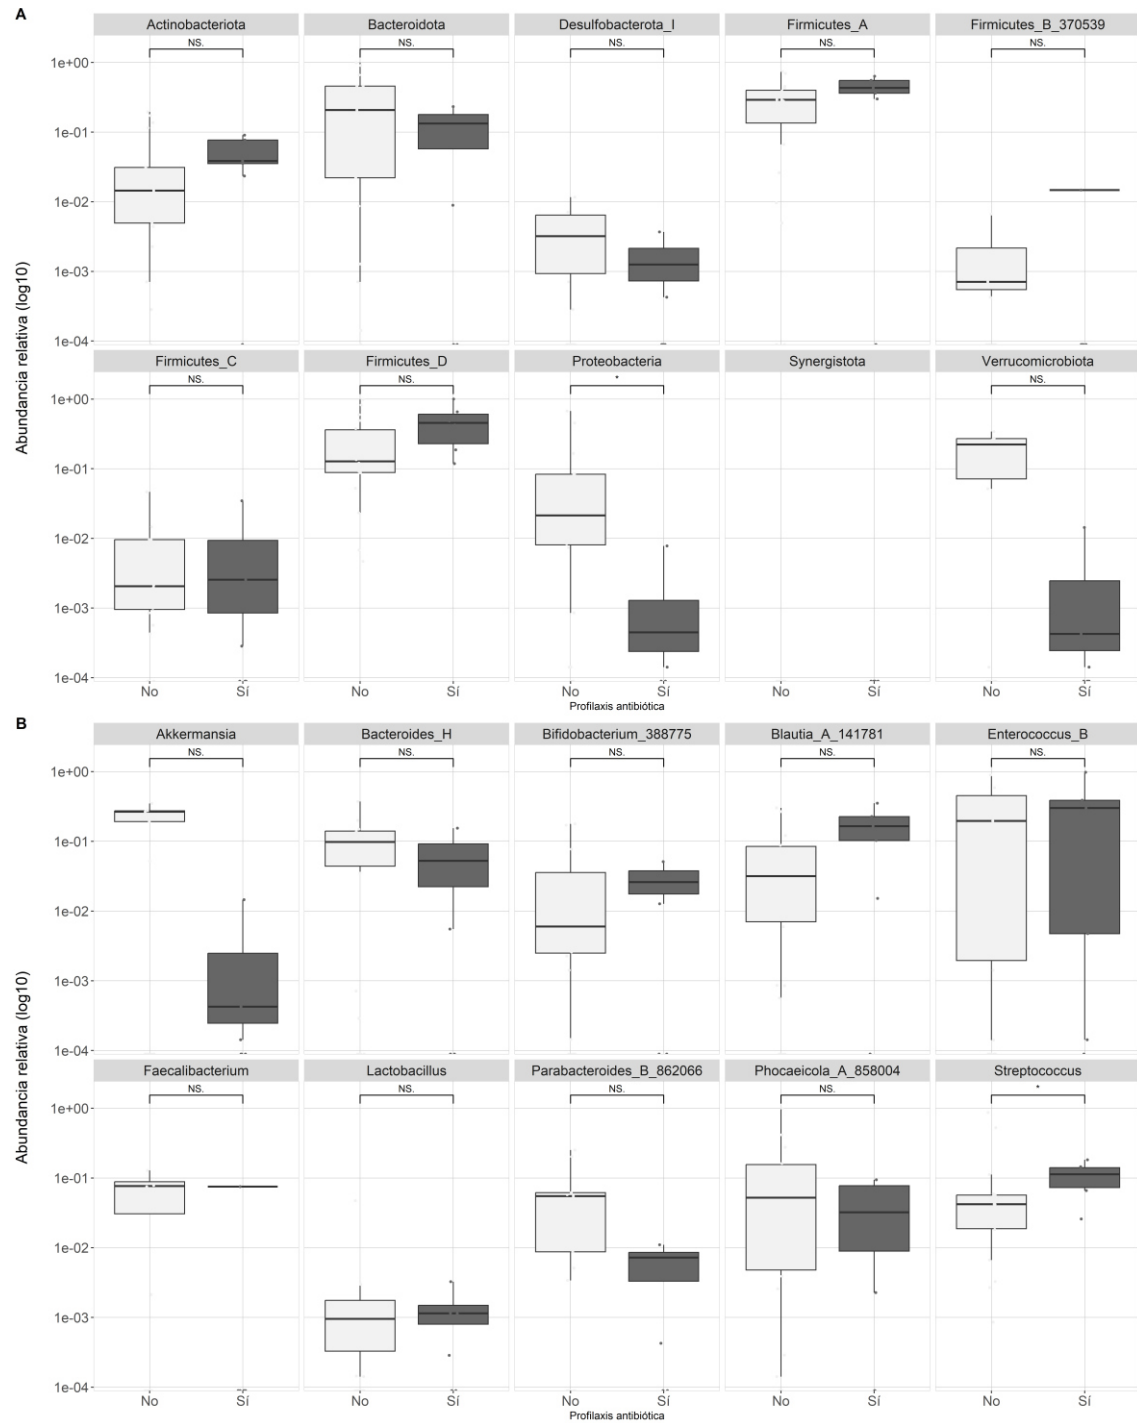 A
Actinobacteriota Bacteroidota Desulfobacterota_I Firmicutes_A Firmicutes_B_370539
NS. NS. NS. NS. NS.
1e+00
1e-01
1e-02
1e-03
1e-04
Abundancia relativa (log10)
Firmicutes_C Firmicutes_D Proteobacteria Synergistota Verrucomicrobiota
NS. NS. * NS.
1e+00
1e-01
1e-02
1e-03
1e-04
No Sí No Sí No Sí No Sí No Sí
Profilaxis antibiótica
B
Akkermansia Bacteroides_H Bifidobacterium_388775 Blautia_A_141781 Enterococcus_B
NS. NS. NS. NS. NS.
1e+00
1e-01
1e-02
1e-03
1e-04
Abundancia relativa (log10)
Faecalibacterium Lactobacillus Parabacteroides_B_862066 Phocaeicola_A_858004 Streptococcus
NS. NS. NS. NS. *
1e+00
1e-01
1e-02
1e-03
1e-04
No Sí No Sí No Sí No Sí No Sí
Profilaxis antibiótica